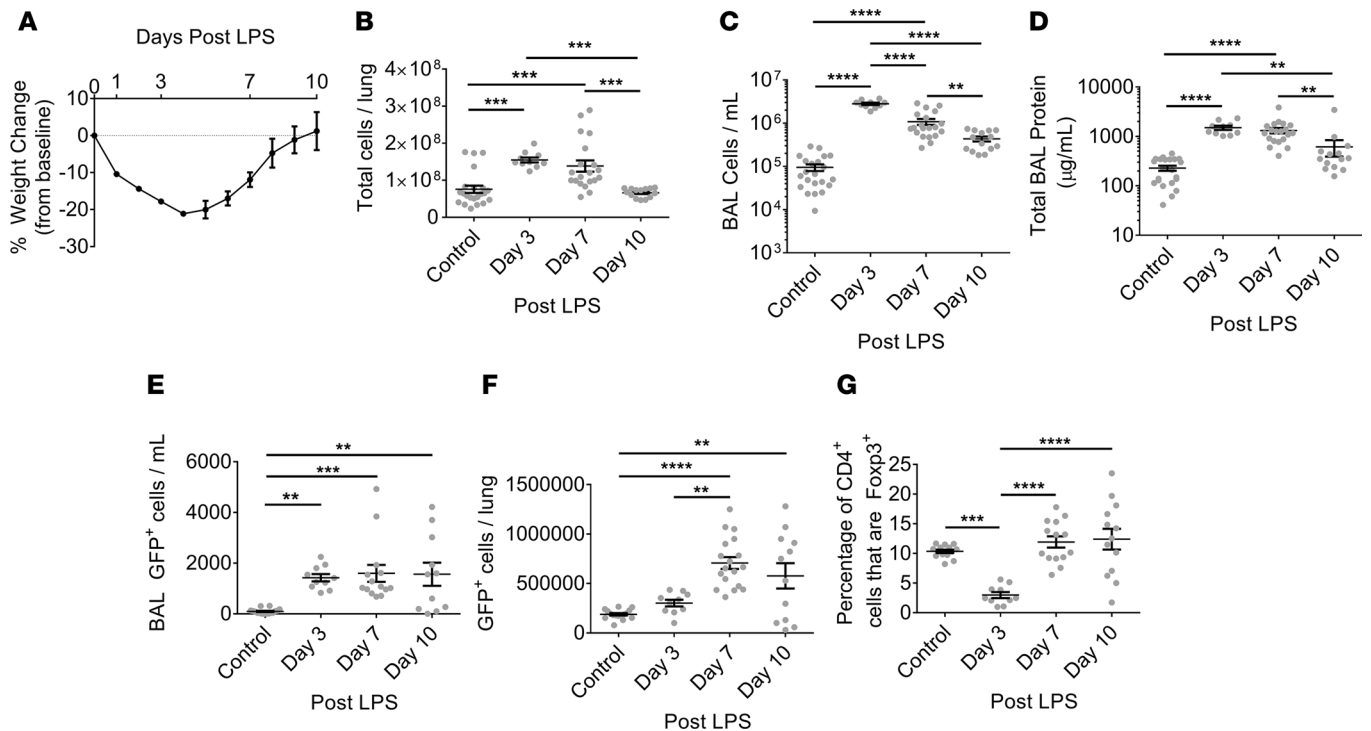 A
Days Post LPS
0 1 3 7 10
% Weight Change
(from baseline)
10
0
-10
-20
-30
B
Total cells / lung
4×10⁸
3×10⁸
2×10⁸
1×10⁸
0
***
***
***
***
Control
Day 3
Day 7
Day 10
Post LPS
C
BAL Cells / mL
10⁷
10⁶
10⁵
10⁴
10³
****
****
****
****
**
Control
Day 3
Day 7
Day 10
Post LPS
D
Total BAL Protein
(µg/mL)
10000
1000
100
10
****
**
****
**
Control
Day 3
Day 7
Day 10
Post LPS
E
BAL GFP⁺ cells / mL
6000
4000
2000
0
**
***
**
Control
Day 3
Day 7
Day 10
Post LPS
F
GFP⁺ cells / lung
1500000
1000000
500000
0
**
****
**
Control
Day 3
Day 7
Day 10
Post LPS
G
Percentage of CD4⁺
cells that are Foxp3⁺
25
20
15
10
5
0
****
****
***
Control
Day 3
Day 7
Day 10
Post LPS